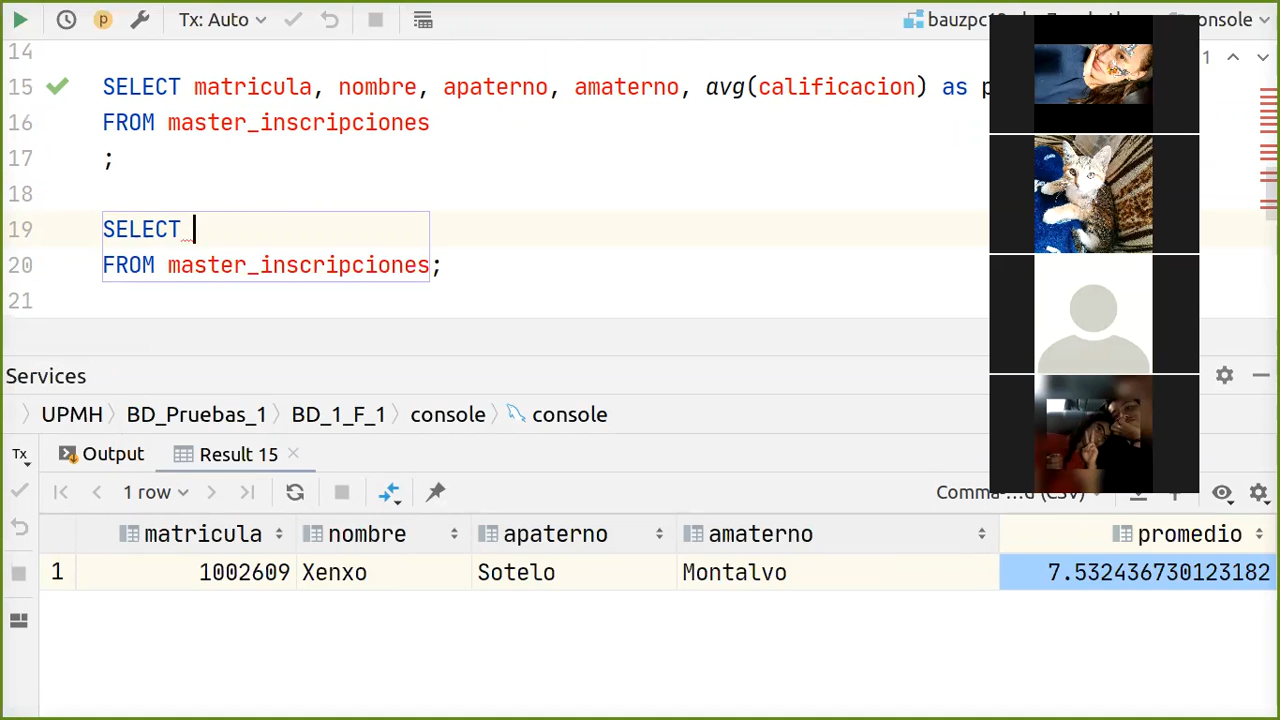 Tx: Auto
console
14
15 SELECT matricula, nombre, apaterno, amaterno, avg(calificacion) as
1
16 FROM master_inscripciones
17 ;
18
19 SELECT
20 FROM master_inscripciones;
21
Services
UPMH BD_Pruebas_1 BD_1_F_1 console console
Tx Output Result 15
1 row
matricula nombre apaterno amaterno promedio
1 1002609 Xenxo Sotelo Montalvo 7.532436730123182